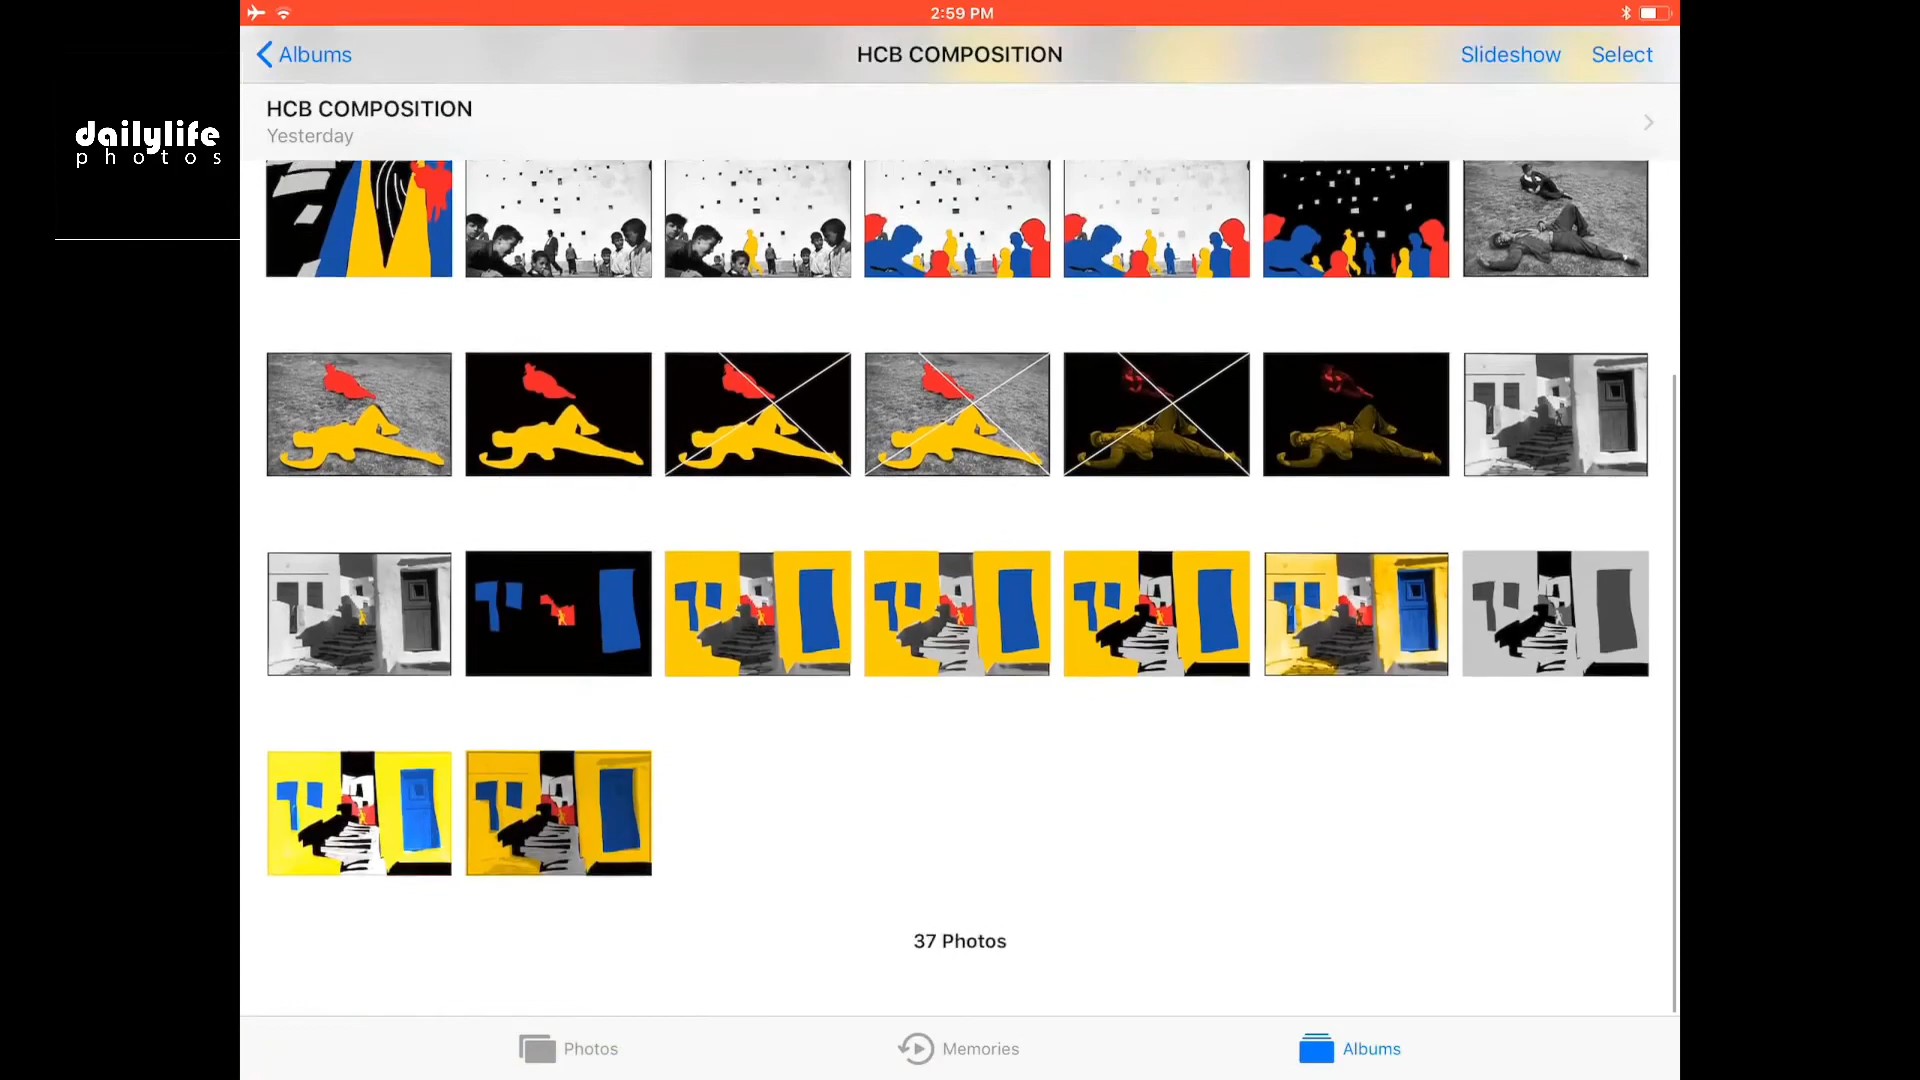 2:59 PM
Albums
HCB COMPOSITION
Slideshow
Select
dailylife
photos
HCB COMPOSITION
Yesterday
37 Photos
Photos
Memories
Albums